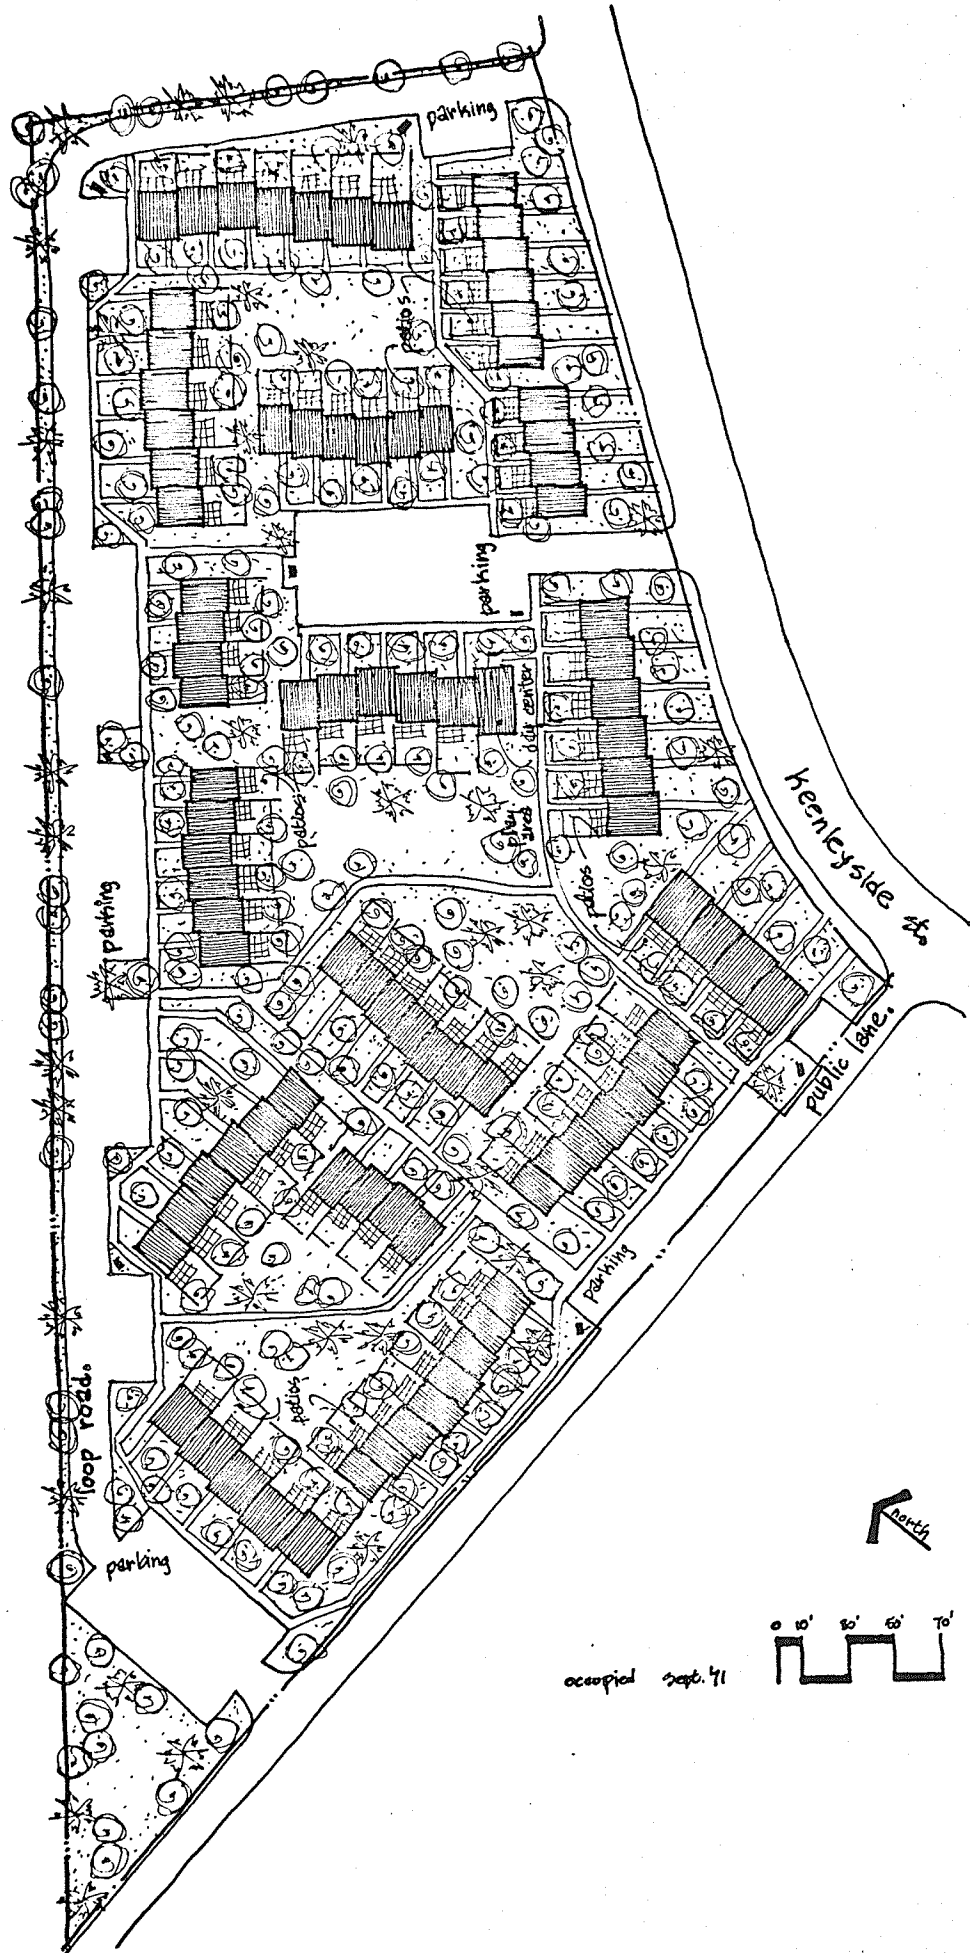 parking
patios
parking
day center
play
area
patios
patios
Keenleyside
st.
parking
public lane.
parking
patios
loop road.
parking
north
0 10' 30' 50' 70'
occupied sept. 71